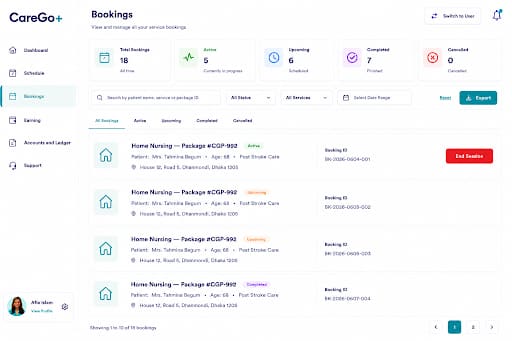 CareGo+
Bookings
View and manage all your service bookings
Switch to User
Dashboard
Schedule
Bookings
Earning
Accounts and Ledger
Support
Total Bookings
18
All time
Active
5
Currently in progress
Upcoming
6
Scheduled
Completed
7
Finished
Cancelled
0
Cancelled
Search by patient name, service or package ID
All Status
All Services
Select Date Range
Reset
Export
All Bookings
Active
Upcoming
Completed
Cancelled
Home Nursing — Package #CGP-992
Active
Patient: Mrs. Tahmina Begum • Age: 68 • Post Stroke Care
House 12, Road 5, Dhanmondi, Dhaka 1205
Booking ID
BK-2026-0604-001
End Session
Home Nursing — Package #CGP-992
Upcoming
Patient: Mrs. Tahmina Begum • Age: 68 • Post Stroke Care
House 12, Road 5, Dhanmondi, Dhaka 1205
Booking ID
BK-2026-0605-002
Home Nursing — Package #CGP-992
Upcoming
Patient: Mrs. Tahmina Begum • Age: 68 • Post Stroke Care
House 12, Road 5, Dhanmondi, Dhaka 1205
Booking ID
BK-2026-0606-003
Home Nursing — Package #CGP-992
Completed
Patient: Mrs. Tahmina Begum • Age: 68 • Post Stroke Care
House 12, Road 5, Dhanmondi, Dhaka 1205
Booking ID
BK-2026-0607-004
Afia Islam
View Profile
Showing 1 to 10 of 18 bookings
1
2